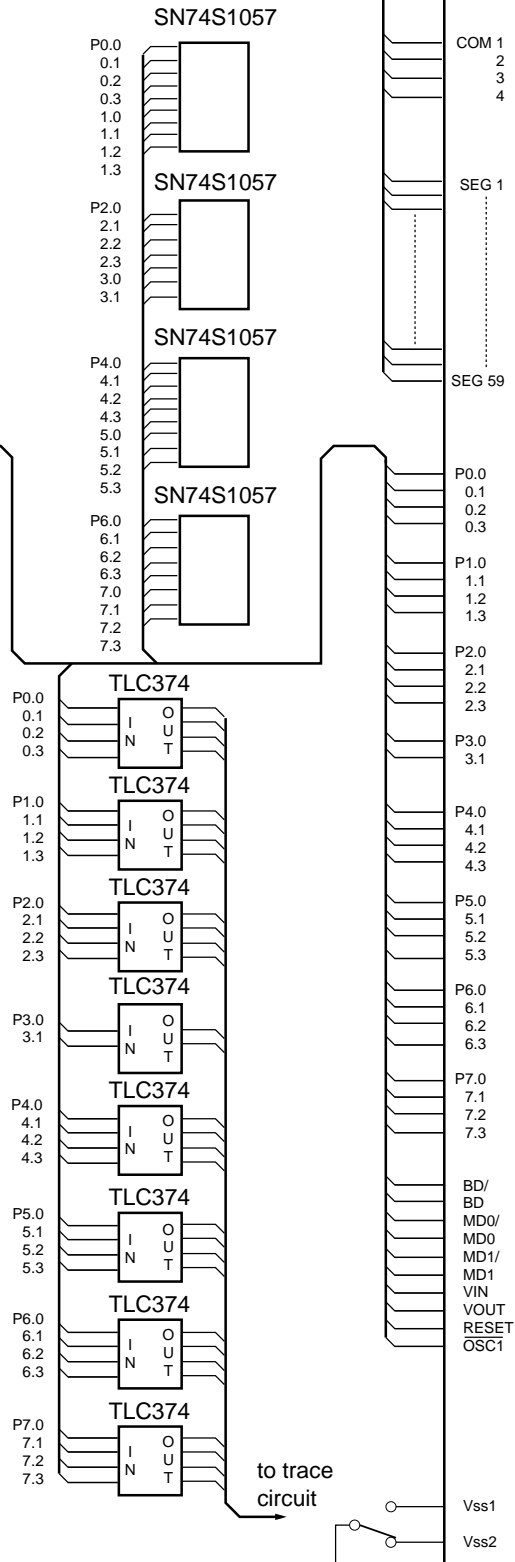 SN74S1057
P0.0
0.1
0.2
0.3
1.0
1.1
1.2
1.3
SN74S1057
P2.0
2.1
2.2
2.3
3.0
3.1
SN74S1057
P4.0
4.1
4.2
4.3
5.0
5.1
5.2
5.3
SN74S1057
P6.0
6.1
6.2
6.3
7.0
7.1
7.2
7.3
TLC374
P0.0
0.1
0.2
0.3
IN
OUT
TLC374
P1.0
1.1
1.2
1.3
IN
OUT
TLC374
P2.0
2.1
2.2
2.3
IN
OUT
TLC374
P3.0
3.1
IN
OUT
TLC374
P4.0
4.1
4.2
4.3
IN
OUT
TLC374
P5.0
5.1
5.2
5.3
IN
OUT
TLC374
P6.0
6.1
6.2
6.3
IN
OUT
TLC374
P7.0
7.1
7.2
7.3
IN
OUT
to trace
circuit
COM 1
2
3
4
SEG 1
SEG 59
P0.0
0.1
0.2
0.3
P1.0
1.1
1.2
1.3
P2.0
2.1
2.2
2.3
P3.0
3.1
P4.0
4.1
4.2
4.3
P5.0
5.1
5.2
5.3
P6.0
6.1
6.2
6.3
P7.0
7.1
7.2
7.3
BD/
BD
MD0/
MD0
MD1/
MD1
VIN
VOUT
RESET
OSC1
Vss1
Vss2